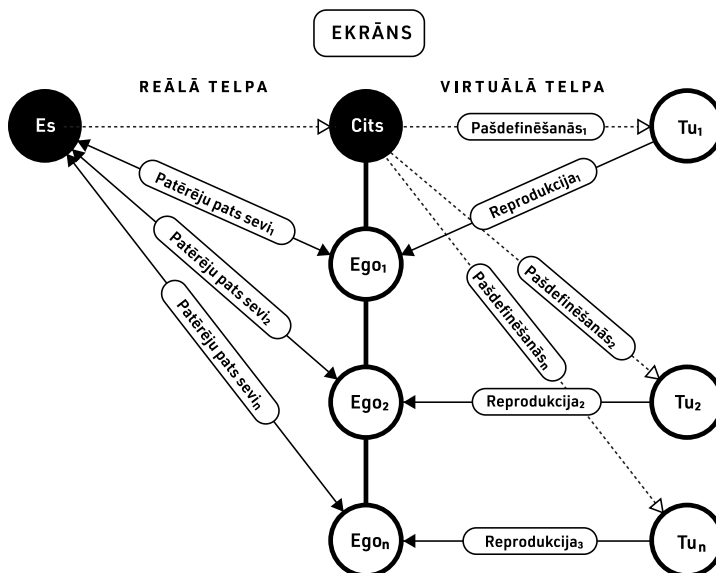 EKRĀNS
REĀLĀ TELPA
VIRTUĀLĀ TELPA
Es
Cits
Pašdefinēšanās₁
Tu₁
Patērēju pats sevi₁
Reprodukcija₁
Ego₁
Patērēju pats sevi₂
Pašdefinēšanāsₙ
Pašdefinēšanās₂
Patērēju pats seviₙ
Ego₂
Reprodukcija₂
Tu₂
Egoₙ
Reprodukcija₃
Tuₙ